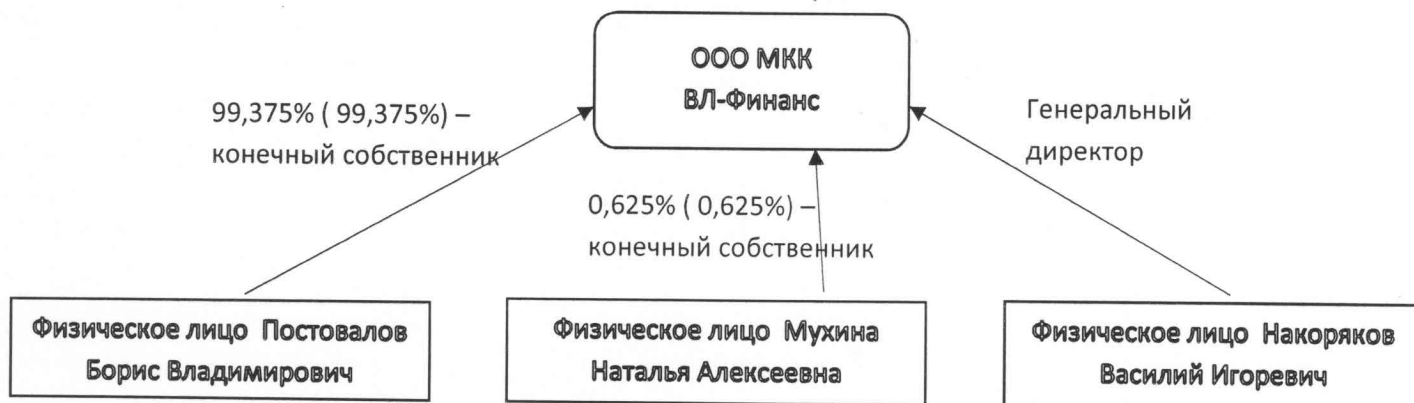 ООО МКК
ВЛ-Финанс
99,375% ( 99,375%) –
конечный собственник
Генеральный
директор
0,625% ( 0,625%) –
конечный собственник
Физическое лицо Постовалов
Борис Владимирович
Физическое лицо Мухина
Наталья Алексеевна
Физическое лицо Накоряков
Василий Игоревич